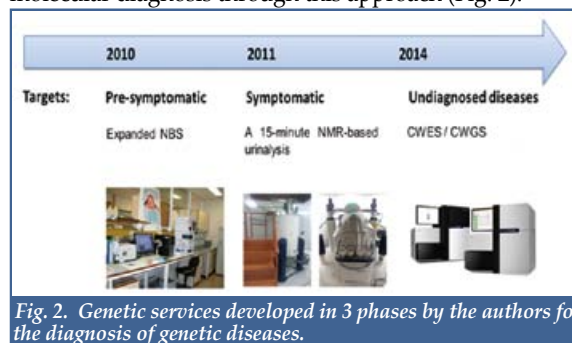 molecular diagnosis through this approach (Fig. 2).
2010 2011 2014
Targets: Pre-symptomatic Symptomatic Undiagnosed diseases
Expanded NBS A 15-minute NMR-based CWES / CWGS
urinalysis
Fig. 2. Genetic services developed in 3 phases by the authors fo
the diagnosis of genetic diseases.